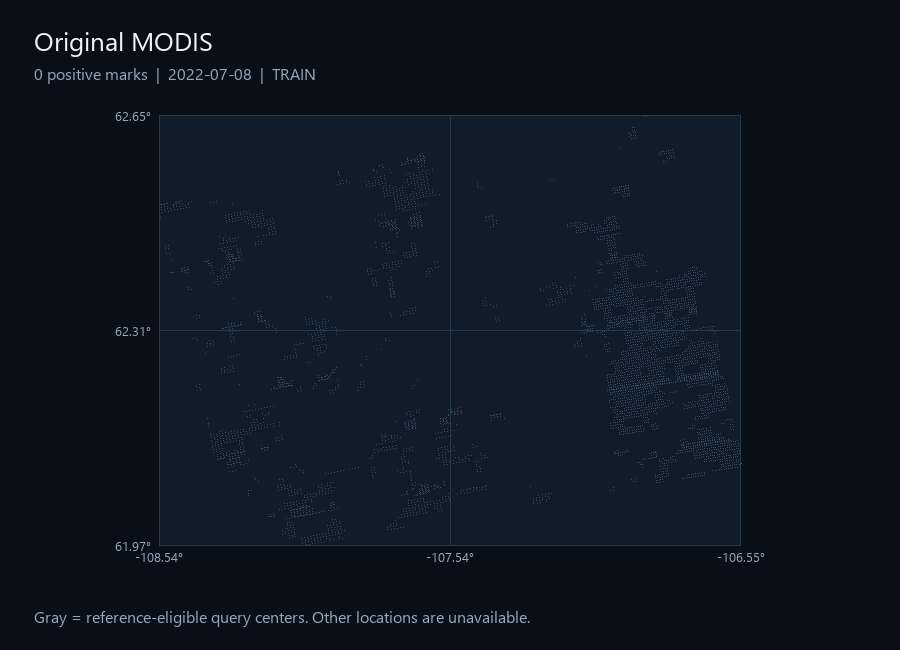 Original MODIS
0 positive marks | 2022-07-08 | TRAIN
62.65°
62.31°
61.97°
-108.54°
-107.54°
-106.55°
Gray = reference-eligible query centers. Other locations are unavailable.